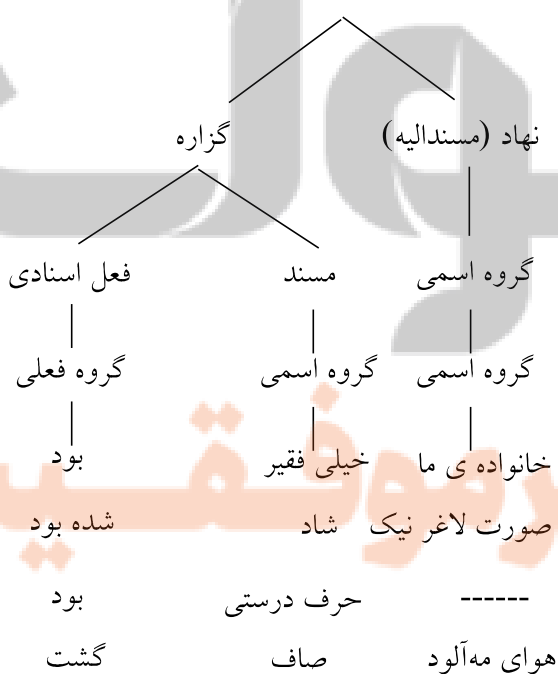 نهاد (مسندالیه) گزاره
گروه اسمی مسند فعل اسنادی
گروه اسمی گروه اسمی گروه فعلی
خانواده ی ما خیلی فقیر بود
صورت لاغر نیک شاد شده بود
------ حرف درستی بود
هوای مه‌آلود صاف گشت